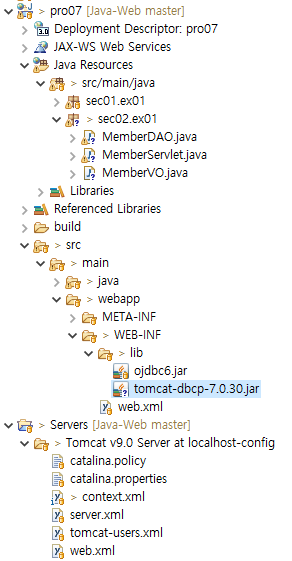 > pro07 [Java-Web master]
Deployment Descriptor: pro07
JAX-WS Web Services
Java Resources
> src/main/java
sec01.ex01
> sec02.ex01
MemberDAO.java
MemberServlet.java
MemberVO.java
Libraries
Referenced Libraries
build
> src
> main
> java
> webapp
META-INF
> WEB-INF
> lib
ojdbc6.jar
tomcat-dbcp-7.0.30.jar
web.xml
> Servers [Java-Web master]
> Tomcat v9.0 Server at localhost-config
catalina.policy
catalina.properties
> context.xml
server.xml
tomcat-users.xml
web.xml